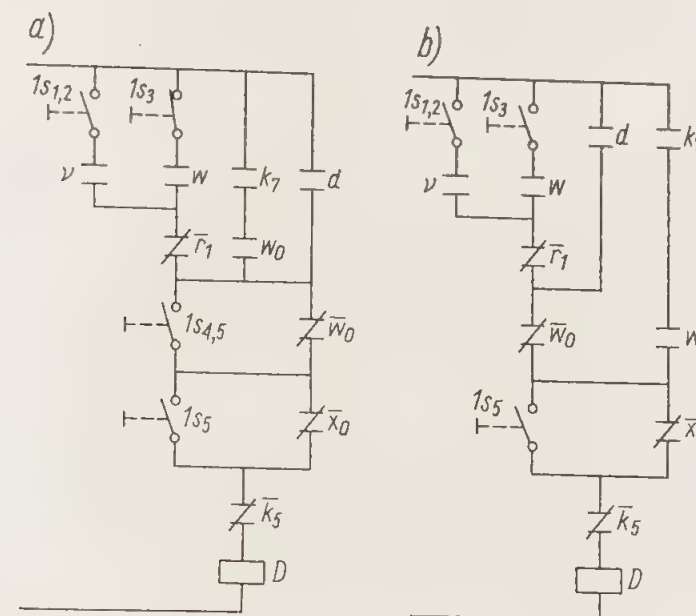 a)
1s1,2
1s3
ν
w
k7
d
r̄1
w0
1s4,5
w̄0
1s5
x̄0
k̄5
D
b)
1s1,2
1s3
d
k
ν
w
r̄1
w̄0
w
1s5
x̄
k̄5
D